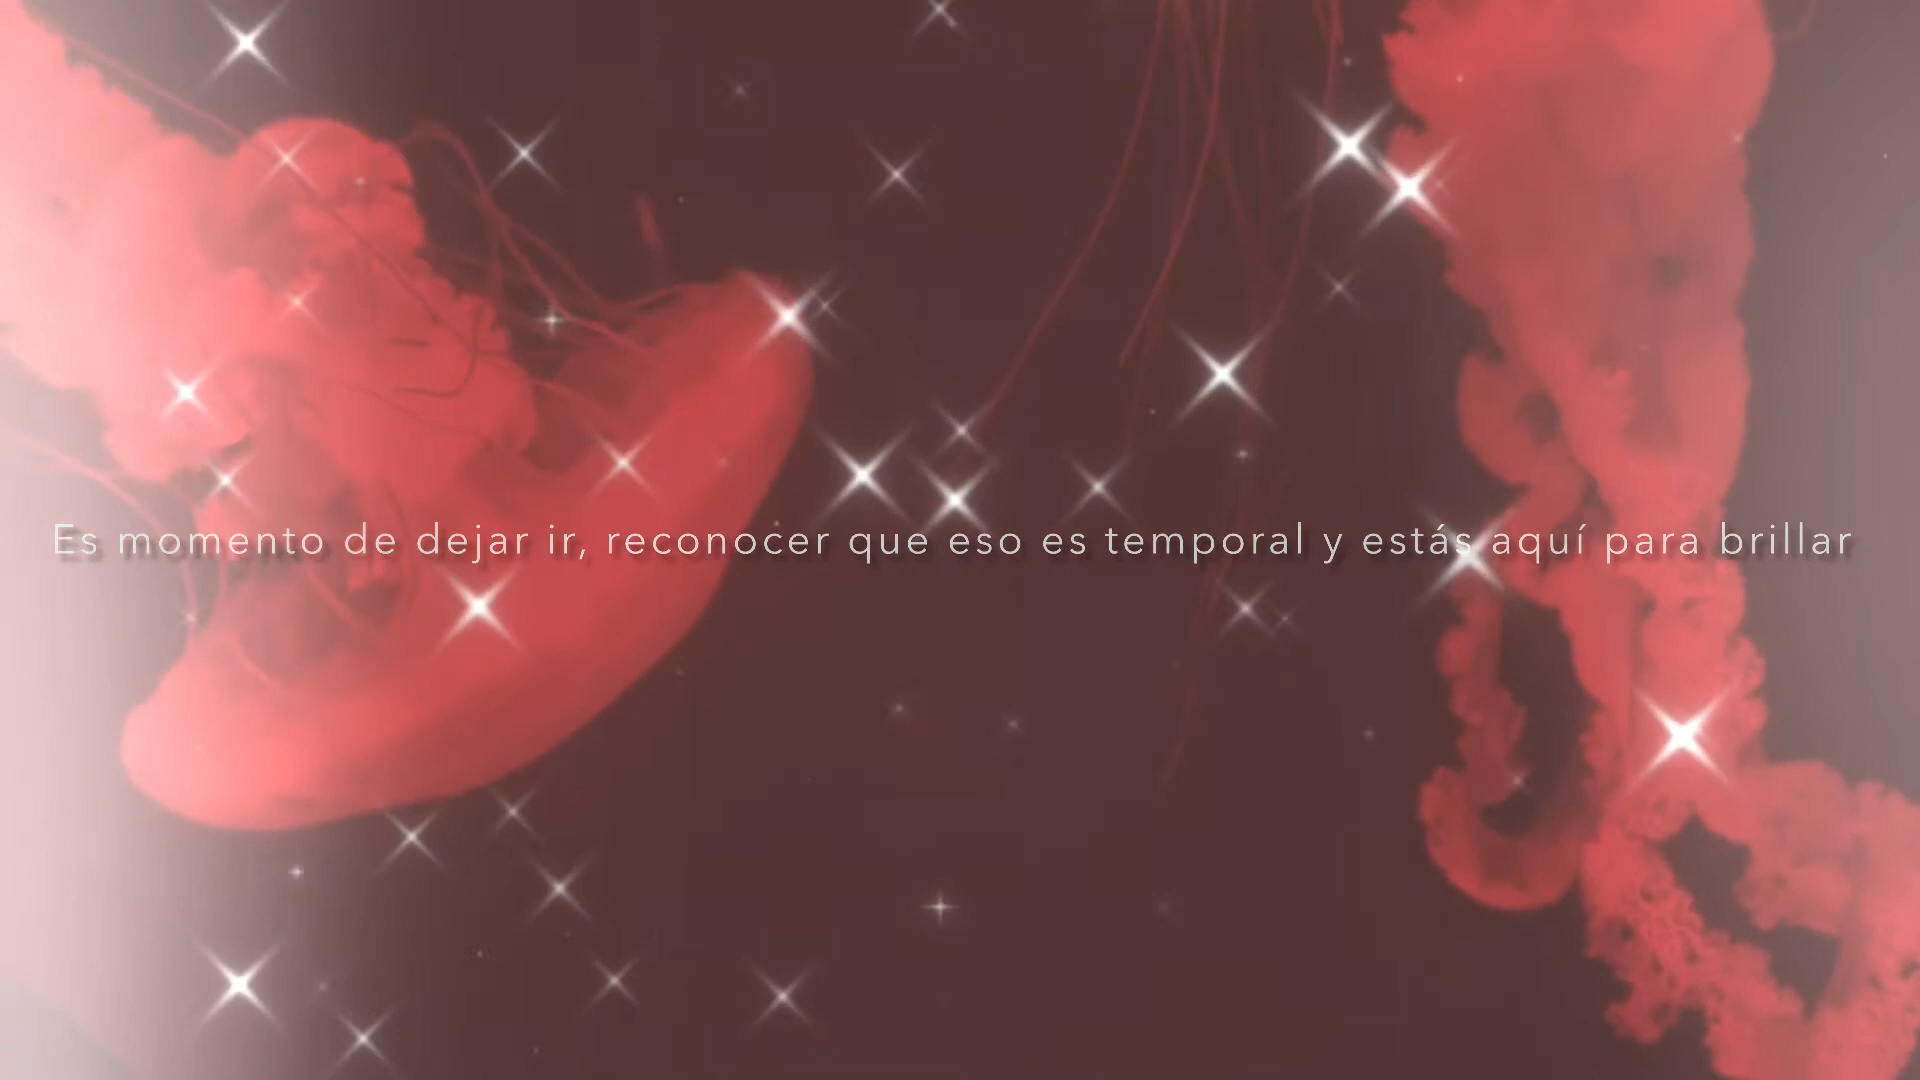 Es momento de dejar ir, reconocer que eso es temporal y estás aquí para brillar